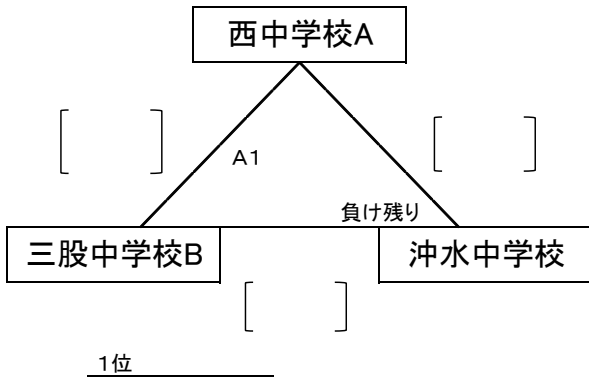 西中学校A
A1
負け残り
三股中学校B
沖水中学校
1位